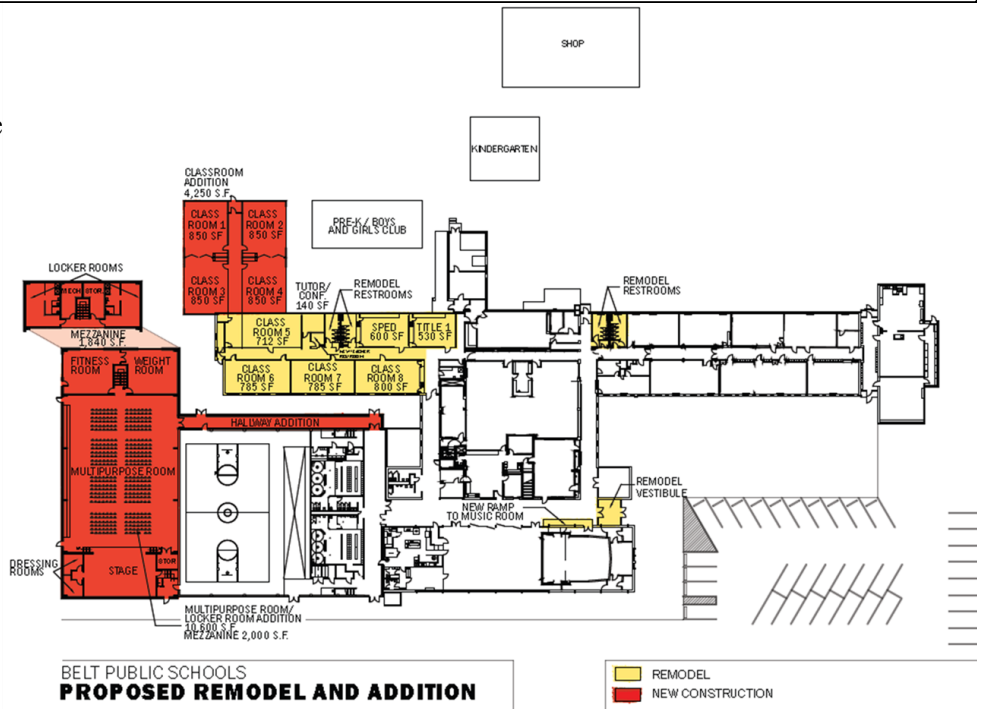 SHOP
e
KINDERGARTEN
CLASSROOM
ADDITION
4,250 S.F.
CLASS
ROOM 1
850 SF
CLASS
ROOM 2
850 SF
PRE-K / BOYS
AND GIRLS CLUB
LOCKER ROOMS
MECH
STOR.
CLASS
ROOM 3
850 SF
CLASS
ROOM 4
850 SF
TUTOR/
CONF.
140 SF
REMODEL
RESTROOMS
REMODEL
RESTROOMS
MEZZANINE
1,840 S.F.
CLASS
ROOM 5
712 SF
SPED
600 SF
TITLE 1
530 SF
FITNESS
ROOM
WEIGHT
ROOM
CLASS
ROOM 6
785 SF
CLASS
ROOM 7
785 SF
CLASS
ROOM 8
800 SF
HALLWAY ADDITION
MULTIPURPOSE ROOM
REMODEL
VESTIBULE
NEW RAMP
TO MUSIC ROOM
DRESSING
ROOMS
STAGE
STOR
MULTIPURPOSE ROOM/
LOCKER ROOM ADDITION
10,600 S.F.
MEZZANINE 2,000 S.F.
BELT PUBLIC SCHOOLS
PROPOSED REMODEL AND ADDITION
REMODEL
NEW CONSTRUCTION